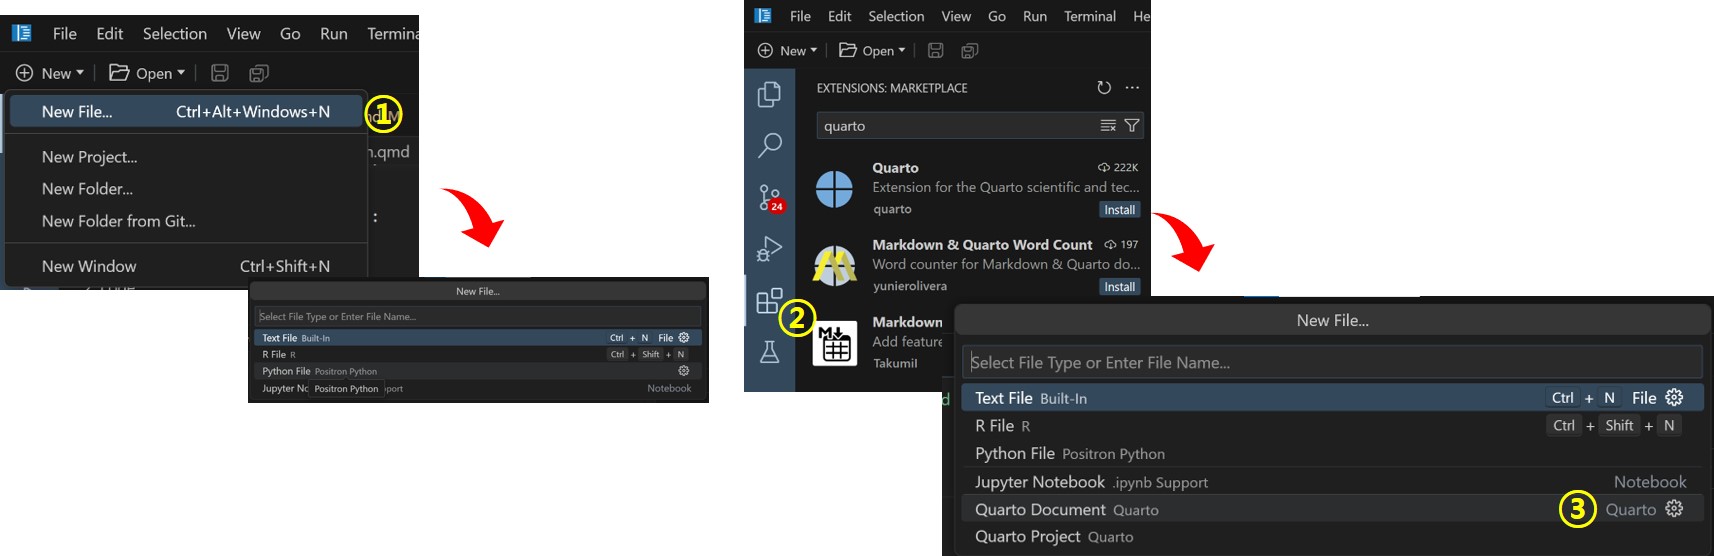 File Edit Selection View Go Run Termina
New Open
New File... Ctrl+Alt+Windows+N
①
New Project...
n.qmd
New Folder...
New Folder from Git...
New Window Ctrl+Shift+N
New File...
Select File Type or Enter File Name...
Text File Built-In Ctrl + N File
R File R Ctrl + Shift + N
Python File Positron Python
Jupyter No Positron Python port Notebook
File Edit Selection View Go Run Terminal He
New Open
EXTENSIONS: MARKETPLACE
quarto
Quarto 222K
Extension for the Quarto scientific and tec...
quarto Install
24
Markdown & Quarto Word Count 197
Word counter for Markdown & Quarto do...
yunierolivera Install
②
Markdown
Add feature
TakumiI
New File...
Select File Type or Enter File Name...
Text File Built-In Ctrl + N File
R File R Ctrl + Shift + N
Python File Positron Python
Jupyter Notebook .ipynb Support Notebook
Quarto Document Quarto ③ Quarto
Quarto Project Quarto